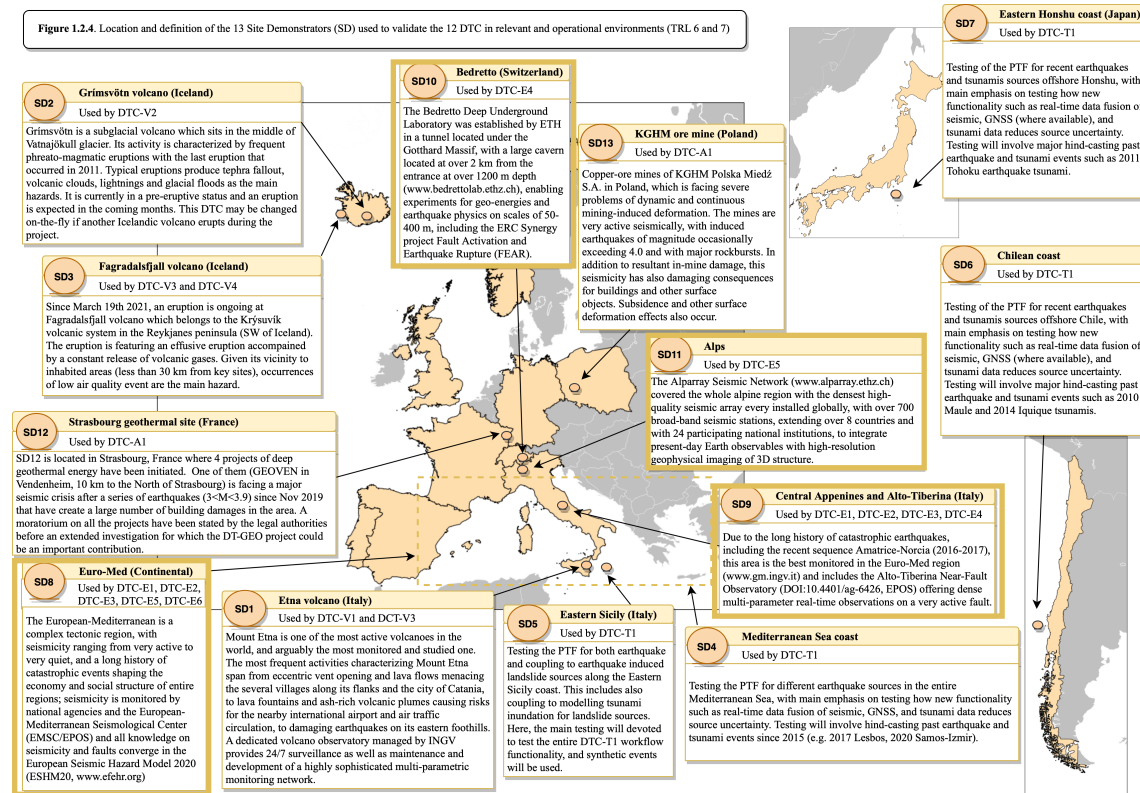 Figure 1.2.4. Location and definition of the 13 Site Demonstrators (SD) used to validate the 12 DTC in relevant and operational environments (TRL 6 and 7)
SD2
Grímsvötn volcano (Iceland)
Used by DTC-V2
Grímsvötn is a subglacial volcano which sits in the middle of
Vatnajökull glacier. Its activity is characterized by frequent
phreato-magmatic eruptions with the last eruption that
occurred in 2011. Typical eruptions produce tephra fallout,
volcanic clouds, lightnings and glacial floods as the main
hazards. It is currently in a pre-eruptive status and an
eruption is expected in the coming months. This DTC may be changed
on-the-fly if another Icelandic volcano erupts during the
project.
SD3
Fagradalsfjall volcano (Iceland)
Used by DTC-V3 and DTC-V4
Since March 19th 2021, an eruption is ongoing at
Fagradalsfjall volcano which belongs to the Krýsuvík
volcanic system in the Reykjanes peninsula (SW of Iceland).
The eruption is featuring an effusive eruption accompained
by a constant release of volcanic gases. Given its vicinity to
inhabited areas (less than 30 km from key sites), occurrences
of low air quality event are the main hazard.
SD12
Strasbourg geothermal site (France)
Used by DTC-A1
SD12 is located in Strasbourg, France where 4 projects of deep
geothermal energy have been initiated. One of them (GEOVEN in
Vendenheim, 10 km to the North of Strasbourg) is facing a major
seismic crisis after a series of earthquakes (3<M<3.9) since Nov 2019
that have create a large number of building damages in the area. A
moratorium on all the projects have been stated by the legal authorities
before an extended investigation for which the DT-GEO project could
be an important contribution.
SD8
Euro-Med (Continental)
Used by DTC-E1, DTC-E2,
DTC-E3, DTC-E5, DTC-E6
The European-Mediterranean is a
complex tectonic region, with
seismicity ranging from very active to
very quiet, and a long history of
catastrophic events shaping the
economy and social structure of entire
regions; seismicity is monitored by
national agencies and the European-
Mediterranean Seismological Center
(EMSC/EPOS) and all knowledge on
seismicity and faults converge in the
European Seismic Hazard Model 2020
(ESHM20, www.efehr.org)
SD1
Etna volcano (Italy)
Used by DTC-V1 and DCT-V3
Mount Etna is one of the most active volcanoes in the
world, and arguably the most monitored and studied one.
The most frequent activities characterizing Mount Etna
span from eccentric vent opening and lava flows menacing
the several villages along its flanks and the city of Catania,
to lava fountains and ash-rich volcanic plumes causing risks
for the nearby international airport and air traffic
circulation, to damaging earthquakes on its eastern foothills.
A dedicated volcano observatory managed by INGV
provides 24/7 surveillance as well as maintenance and
development of a highly sophisticated multi-parametric
monitoring network.
SD10
Bedretto (Switzerland)
Used by DTC-E4
The Bedretto Deep Underground
Laboratory was established by ETH
in a tunnel located under the
Gotthard Massif, with a large cavern
located at over 2 km from the
entrance at over 1200 m depth
(www.bedrettolab.ethz.ch), enabling
experiments for geo-energies and
earthquake physics on scales of 50-
400 m, including the ERC Synergy
project Fault Activation and
Earthquake Rupture (FEAR).
SD13
KGHM ore mine (Poland)
Used by DTC-A1
Copper-ore mines of KGHM Polska Miedź
S.A. in Poland, which is facing severe
problems of dynamic and continuous
mining-induced deformation. The mines are
very active seismically, with induced
earthquakes of magnitude occasionally
exceeding 4.0 and with major rockbursts. In
addition to resultant in-mine damage, this
seismicity has also damaging consequences
for buildings and other surface
objects. Subsidence and other surface
deformation effects also occur.
SD11
Alps
Used by DTC-E5
The Alparray Seismic Network (www.alparray.ethz.ch)
covered the whole alpine region with the densest high-
quality seismic array every installed globally, with over 700
broad-band seismic stations, extending over 8 countries and
with 24 participating national institutions, to integrate
present-day Earth observables with high-resolution
geophysical imaging of 3D structure.
SD9
Central Appenines and Alto-Tiberina (Italy)
Used by DTC-E1, DTC-E2, DTC-E3, DTC-E4
Due to the long history of catastrophic earthquakes,
including the recent sequence Amatrice-Norcia (2016-2017),
this area is the best monitored in the Euro-Med region
(www.gm.ingv.it) and includes the Alto-Tiberina Near-Fault
Observatory (DOI:10.4401/ag-6426, EPOS) offering dense
multi-parameter real-time observations on a very active fault.
SD5
Eastern Sicily (Italy)
Used by DTC-T1
Testing the PTF for both earthquake
and coupling to earthquake induced
landslide sources along the Eastern
Sicily coast. This includes also
coupling to modelling tsunami
inundation for landslide sources.
Here, the main testing will devoted
to test the entire DTC-T1 workflow
functionality, and synthetic events
will be used.
SD4
Mediterranean Sea coast
Used by DTC-T1
Testing the PTF for different earthquake sources in the entire
Mediterranean Sea, with main emphasis on testing how new functionality
such as real-time data fusion of seismic, GNSS, and tsunami data reduces
source uncertainty. Testing will involve hind-casting past earthquake and
tsunami events since 2015 (e.g. 2017 Lesbos, 2020 Samos-Izmir).
SD7
Eastern Honshu coast (Japan)
Used by DTC-T1
Testing of the PTF for recent earthquakes
and tsunamis sources offshore Honshu, with
main emphasis on testing how new
functionality such as real-time data fusion of
seismic, GNSS (where available), and
tsunami data reduces source uncertainty.
Testing will involve major hind-casting past
earthquake and tsunami events such as 2011
Tohoku earthquake tsunami.
SD6
Chilean coast
Used by DTC-T1
Testing of the PTF for recent earthquakes
and tsunamis sources offshore Chile, with
main emphasis on testing how new
functionality such as real-time data fusion of
seismic, GNSS (where available), and
tsunami data reduces source uncertainty.
Testing will involve major hind-casting past
earthquake and tsunami events such as 2010
Maule and 2014 Iquique tsunamis.